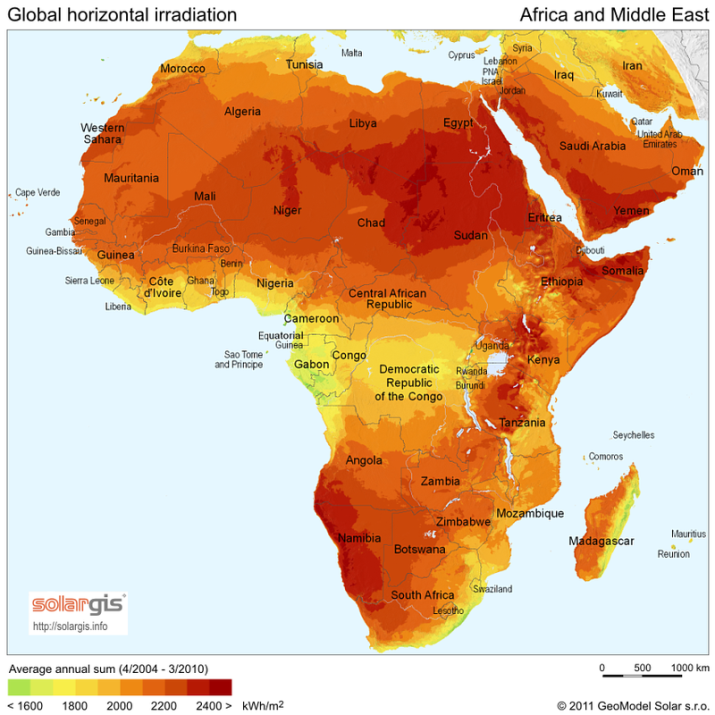 Global horizontal irradiation
Africa and Middle East
Malta
Cyprus
Syria
Lebanon
PNA
Israel
Jordan
Iraq
Iran
Kuwait
Morocco
Tunisia
Algeria
Libya
Egypt
Qatar
United Arab
Emirates
Saudi Arabia
Oman
Western
Sahara
Mauritania
Mali
Niger
Chad
Sudan
Eritrea
Yemen
Cape Verde
Senegal
Gambia
Guinea-Bissau
Guinea
Burkina Faso
Benin
Djibouti
Somalia
Ethiopia
Sierra Leone
Côte
d'Ivoire
Ghana
Togo
Nigeria
Liberia
Central African
Republic
Cameroon
Equatorial
Guinea
Sao Tome
and Principe
Gabon
Congo
Democratic
Republic
of the Congo
Uganda
Rwanda
Burundi
Kenya
Tanzania
Seychelles
Comoros
Angola
Zambia
Mozambique
Zimbabwe
Madagascar
Mauritius
Reunion
Namibia
Botswana
Swaziland
South Africa
Lesotho
solargis
http://solargis.info
Average annual sum (4/2004 - 3/2010)
< 1600 1800 2000 2200 2400 > kWh/m²
0 500 1000 km
© 2011 GeoModel Solar s.r.o.